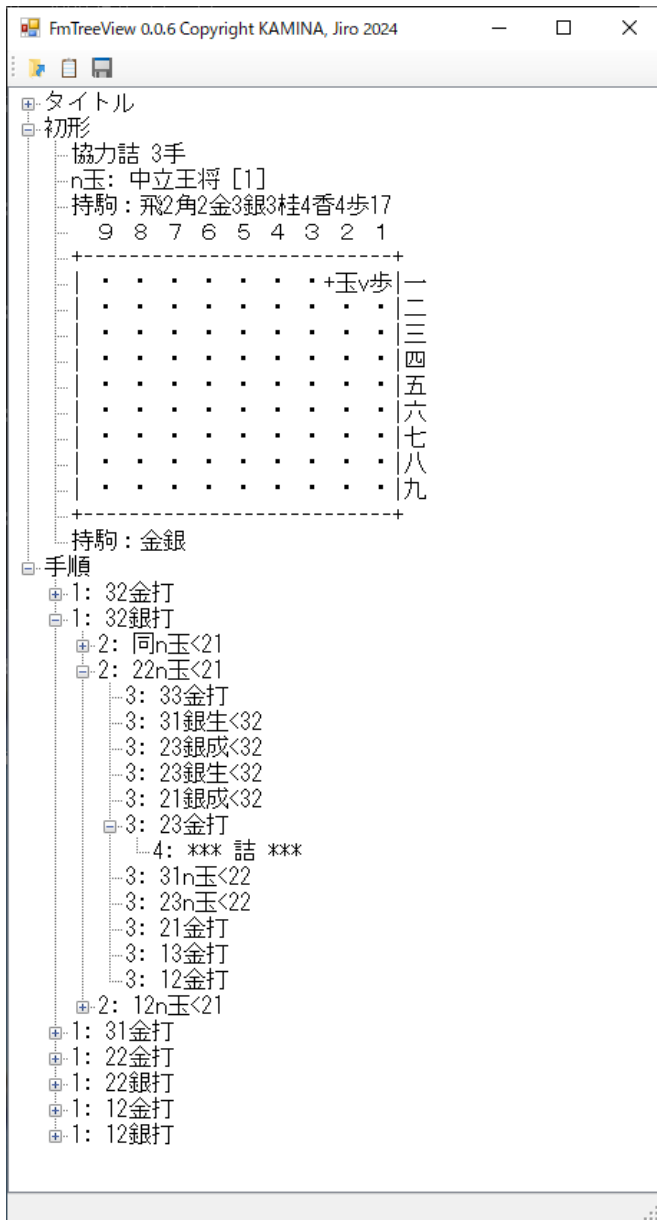 FmTreeView 0.0.6 Copyright KAMINA, Jiro 2024
タイトル
初形
協力詰 3手
n玉: 中立王将 [1]
持駒：飛2角2金3銀3桂4香4歩17
９ ８ ７ ６ ５ ４ ３ ２ １
+---------------------------+
| ・ ・ ・ ・ ・ ・ ・+玉v歩|一
| ・ ・ ・ ・ ・ ・ ・ ・ ・|二
| ・ ・ ・ ・ ・ ・ ・ ・ ・|三
| ・ ・ ・ ・ ・ ・ ・ ・ ・|四
| ・ ・ ・ ・ ・ ・ ・ ・ ・|五
| ・ ・ ・ ・ ・ ・ ・ ・ ・|六
| ・ ・ ・ ・ ・ ・ ・ ・ ・|七
| ・ ・ ・ ・ ・ ・ ・ ・ ・|八
| ・ ・ ・ ・ ・ ・ ・ ・ ・|九
+---------------------------+
持駒：金銀
手順
1: 32金打
1: 32銀打
2: 同n玉<21
2: 22n玉<21
3: 33金打
3: 31銀生<32
3: 23銀成<32
3: 23銀生<32
3: 21銀成<32
3: 23金打
4: *** 詰 ***
3: 31n玉<22
3: 23n玉<22
3: 21金打
3: 13金打
3: 12金打
2: 12n玉<21
1: 31金打
1: 22金打
1: 22銀打
1: 12金打
1: 12銀打